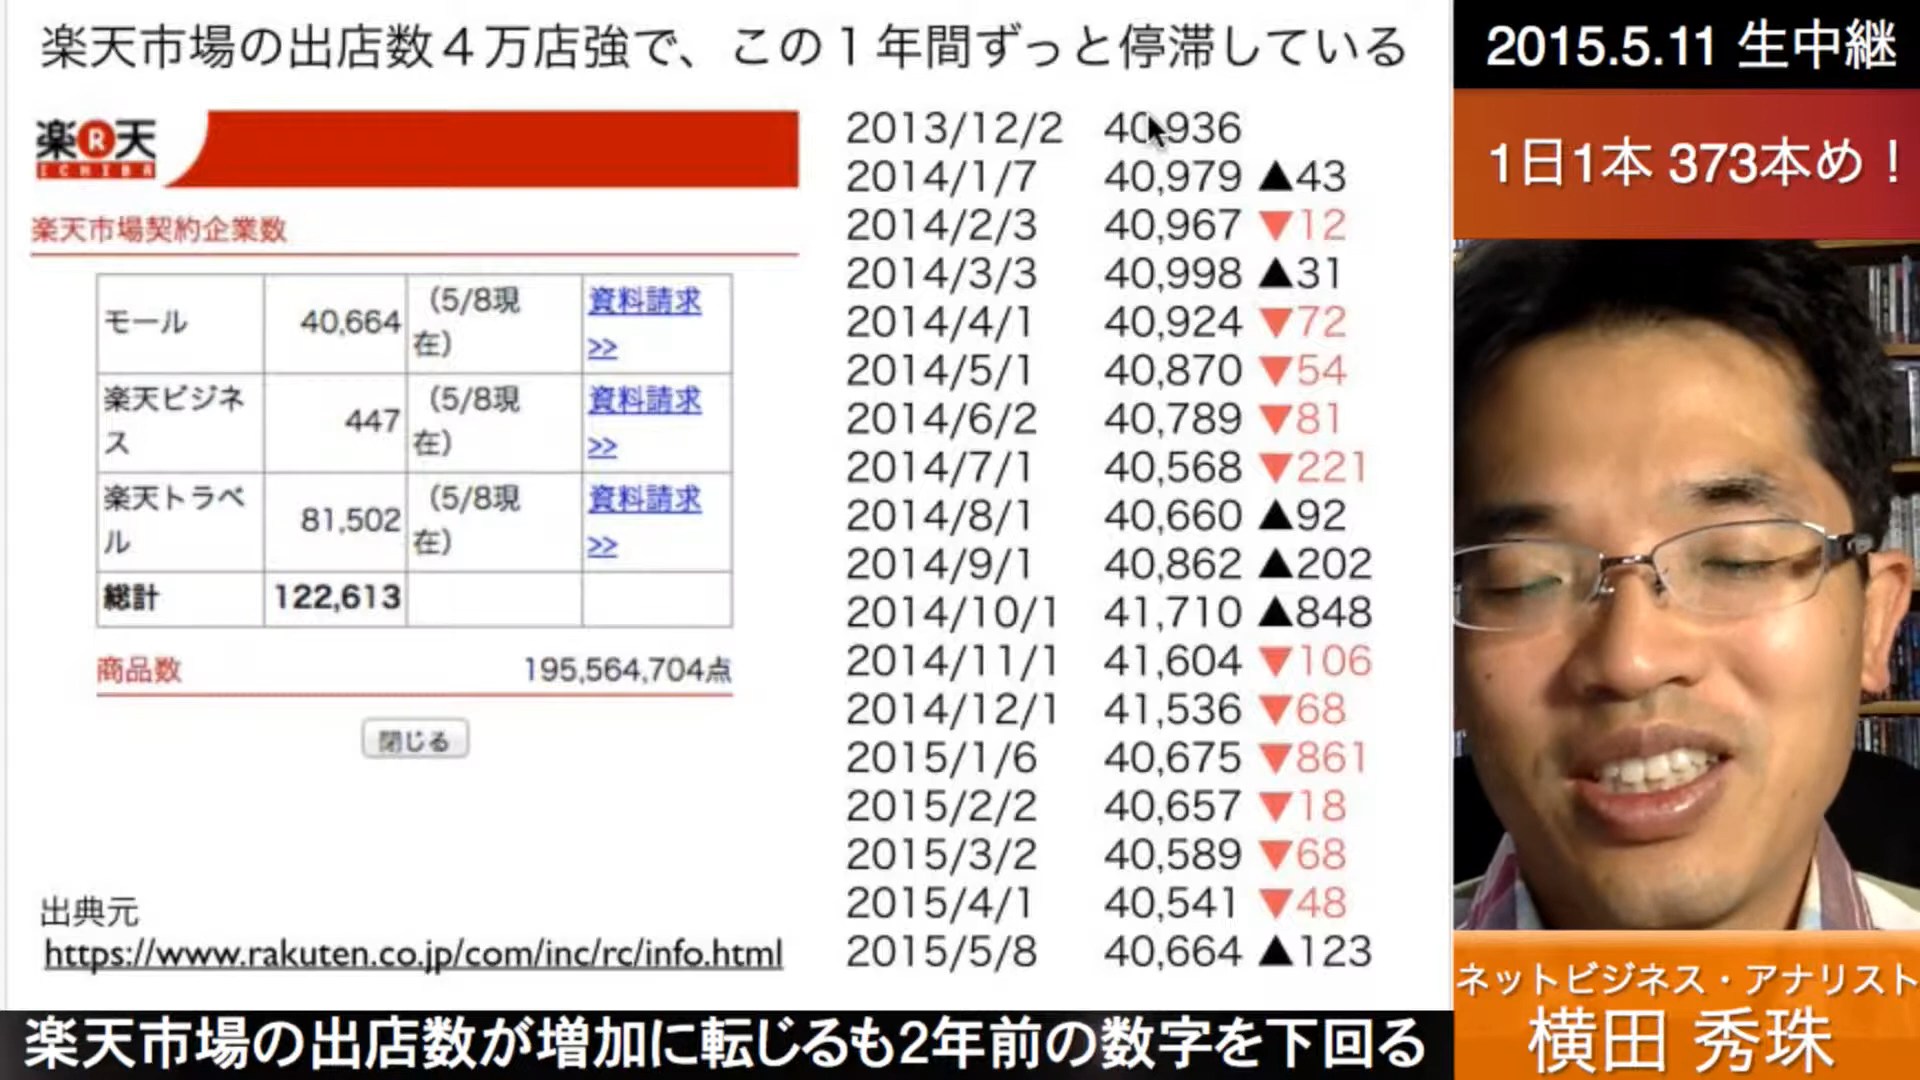 楽天市場の出店数４万店強で、この１年間ずっと停滞している
楽R天
ICHIBA
楽天市場契約企業数
モール 40,664 （5/8現在） 資料請求>>
楽天ビジネス 447 （5/8現在） 資料請求>>
楽天トラベル 81,502 （5/8現在） 資料請求>>
総計 122,613
商品数 195,564,704点
閉じる
出典元
https://www.rakuten.co.jp/com/inc/rc/info.html
2013/12/2 40,936
2014/1/7 40,979 ▲43
2014/2/3 40,967 ▼12
2014/3/3 40,998 ▲31
2014/4/1 40,924 ▼72
2014/5/1 40,870 ▼54
2014/6/2 40,789 ▼81
2014/7/1 40,568 ▼221
2014/8/1 40,660 ▲92
2014/9/1 40,862 ▲202
2014/10/1 41,710 ▲848
2014/11/1 41,604 ▼106
2014/12/1 41,536 ▼68
2015/1/6 40,675 ▼861
2015/2/2 40,657 ▼18
2015/3/2 40,589 ▼68
2015/4/1 40,541 ▼48
2015/5/8 40,664 ▲123
楽天市場の出店数が増加に転じるも2年前の数字を下回る
2015.5.11 生中継
1日1本 373本め！
ネットビジネス・アナリスト
横田 秀珠